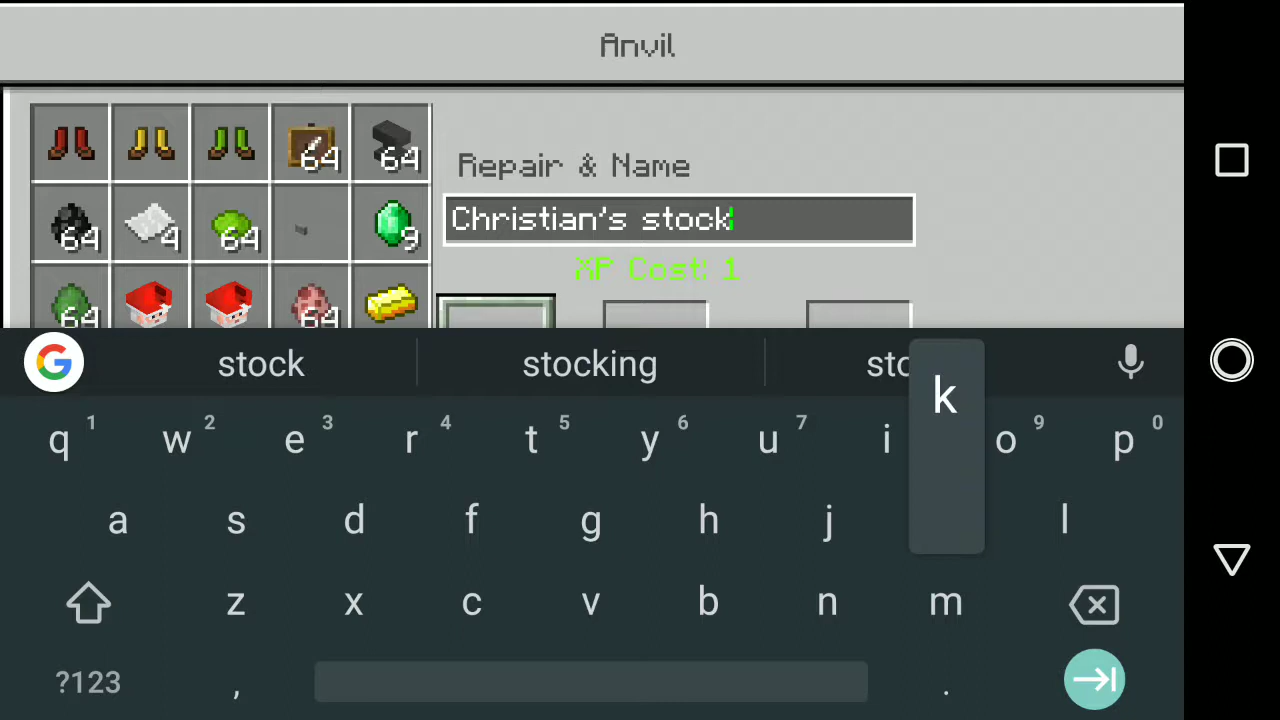 Anvil
64 64
Repair & Name
Christian's stock
64 4 64 9
XP Cost: 1
64 64
G stock stocking sto
k
q 1 w 2 e 3 r 4 t 5 y 6 u 7 i o 9 p 0
a s d f g h j l
z x c v b n m
?123 , .